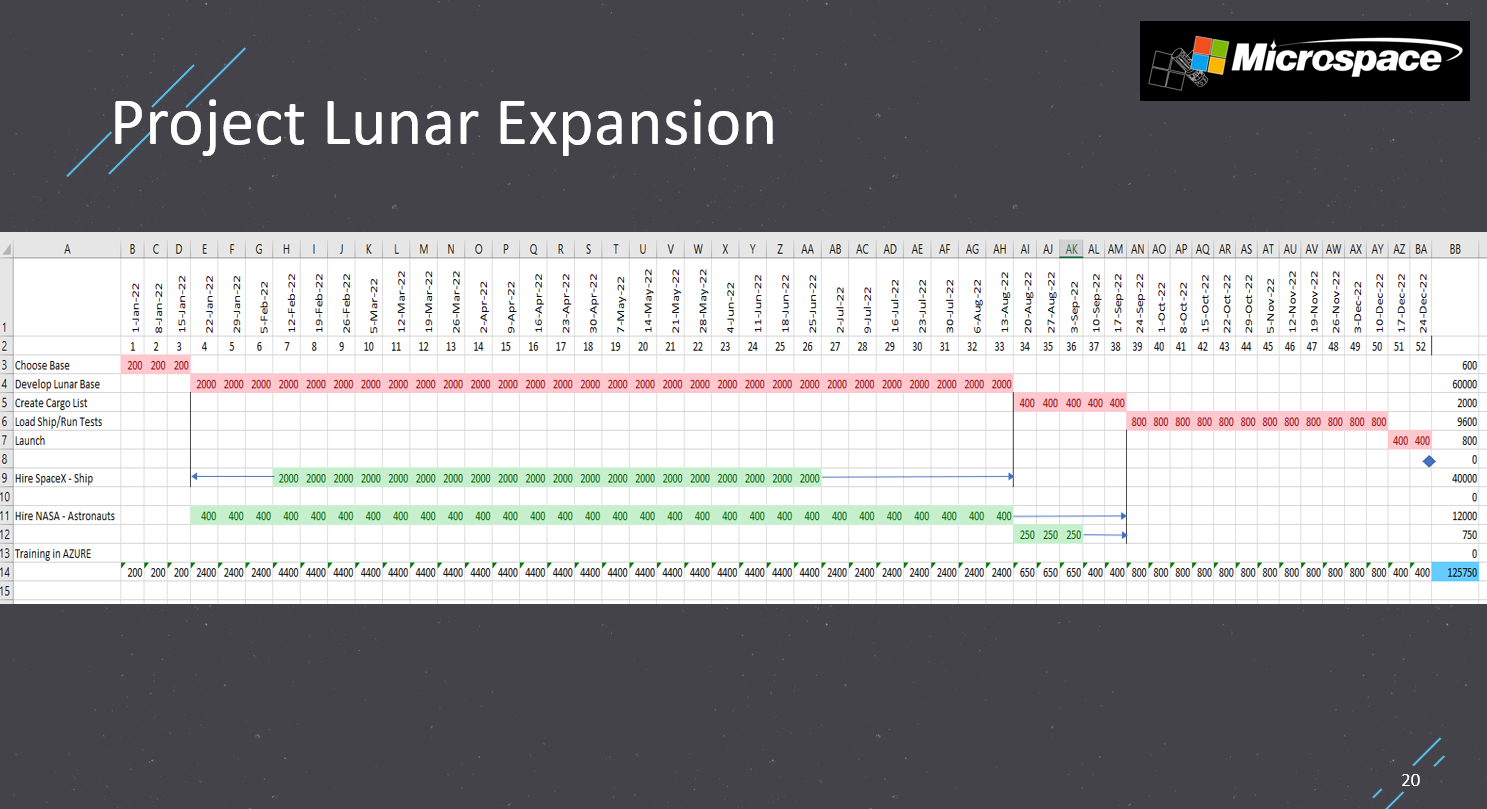 Microspace
Project Lunar Expansion
A B C D E F G H I J K L M N O P Q R S T U V W X Y Z AA AB AC AD AE AF AG AH AI AJ AK AL AM AN AO AP AQ AR AS AT AU AV AW AX AY AZ BA BB
1 1-Jan-22 8-Jan-22 15-Jan-22 22-Jan-22 29-Jan-22 5-Feb-22 12-Feb-22 19-Feb-22 26-Feb-22 5-Mar-22 12-Mar-22 19-Mar-22 26-Mar-22 2-Apr-22 9-Apr-22 16-Apr-22 23-Apr-22 30-Apr-22 7-May-22 14-May-22 21-May-22 28-May-22 4-Jun-22 11-Jun-22 18-Jun-22 25-Jun-22 2-Jul-22 9-Jul-22 16-Jul-22 23-Jul-22 30-Jul-22 6-Aug-22 13-Aug-22 20-Aug-22 27-Aug-22 3-Sep-22 10-Sep-22 17-Sep-22 24-Sep-22 1-Oct-22 8-Oct-22 15-Oct-22 22-Oct-22 29-Oct-22 5-Nov-22 12-Nov-22 19-Nov-22 26-Nov-22 3-Dec-22 10-Dec-22 17-Dec-22 24-Dec-22
2 1 2 3 4 5 6 7 8 9 10 11 12 13 14 15 16 17 18 19 20 21 22 23 24 25 26 27 28 29 30 31 32 33 34 35 36 37 38 39 40 41 42 43 44 45 46 47 48 49 50 51 52
3 Choose Base 200 200 200 600
4 Develop Lunar Base 2000 2000 2000 2000 2000 2000 2000 2000 2000 2000 2000 2000 2000 2000 2000 2000 2000 2000 2000 2000 2000 2000 2000 2000 2000 2000 2000 2000 2000 2000 60000
5 Create Cargo List 400 400 400 400 400 2000
6 Load Ship/Run Tests 800 800 800 800 800 800 800 800 800 800 800 800 9600
7 Launch 400 400 800
8 0
9 Hire SpaceX - Ship 2000 2000 2000 2000 2000 2000 2000 2000 2000 2000 2000 2000 2000 2000 2000 2000 2000 2000 2000 2000 40000
10 0
11 Hire NASA - Astronauts 400 400 400 400 400 400 400 400 400 400 400 400 400 400 400 400 400 400 400 400 400 400 400 400 400 400 400 400 400 400 12000
12 250 250 250 750
13 Training in AZURE 0
14 200 200 200 2400 2400 2400 4400 4400 4400 4400 4400 4400 4400 4400 4400 4400 4400 4400 4400 4400 4400 4400 4400 4400 4400 4400 2400 2400 2400 2400 2400 2400 2400 650 650 650 400 400 800 800 800 800 800 800 800 800 800 800 800 800 400 400 125750
15
20